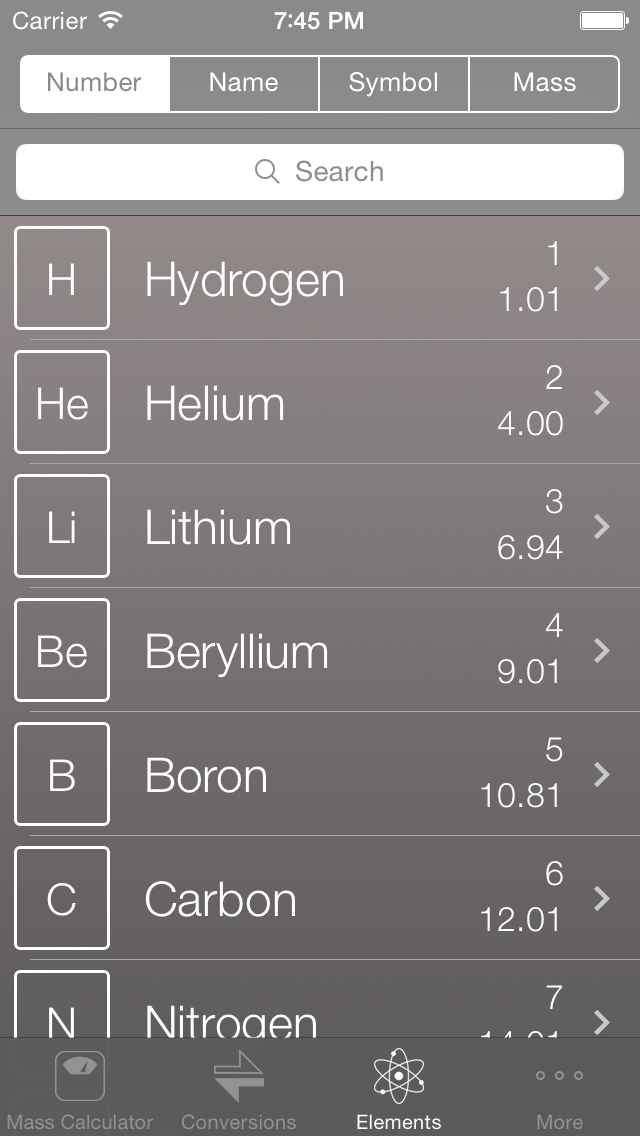 Carrier 7:45 PM
Number Name Symbol Mass
Search
H Hydrogen 1
1.01
He Helium 2
4.00
Li Lithium 3
6.94
Be Beryllium 4
9.01
B Boron 5
10.81
C Carbon 6
12.01
N Nitrogen 7
14.01
Mass Calculator Conversions Elements More